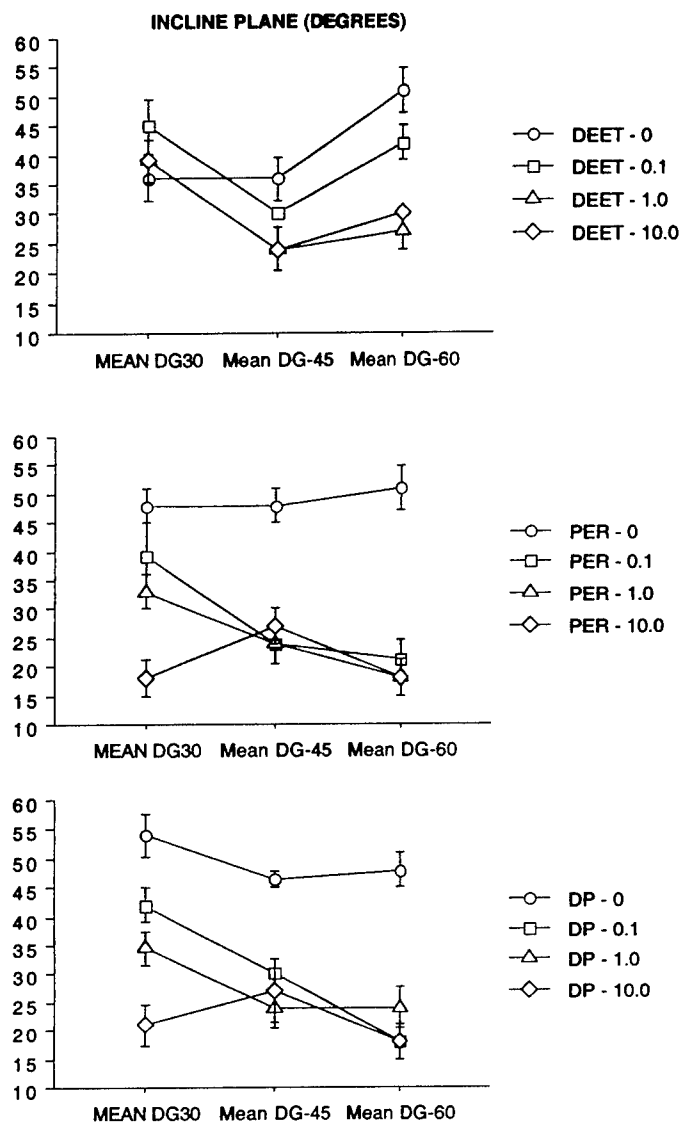 INCLINE PLANE (DEGREES)
60
55
50
45
40
35
30
25
20
15
10
MEAN DG30 Mean DG-45 Mean DG-60
DEET - 0
DEET - 0.1
DEET - 1.0
DEET - 10.0
60
55
50
45
40
35
30
25
20
15
10
MEAN DG30 Mean DG-45 Mean DG-60
PER - 0
PER - 0.1
PER - 1.0
PER - 10.0
60
55
50
45
40
35
30
25
20
15
10
MEAN DG30 Mean DG-45 Mean DG-60
DP - 0
DP - 0.1
DP - 1.0
DP - 10.0